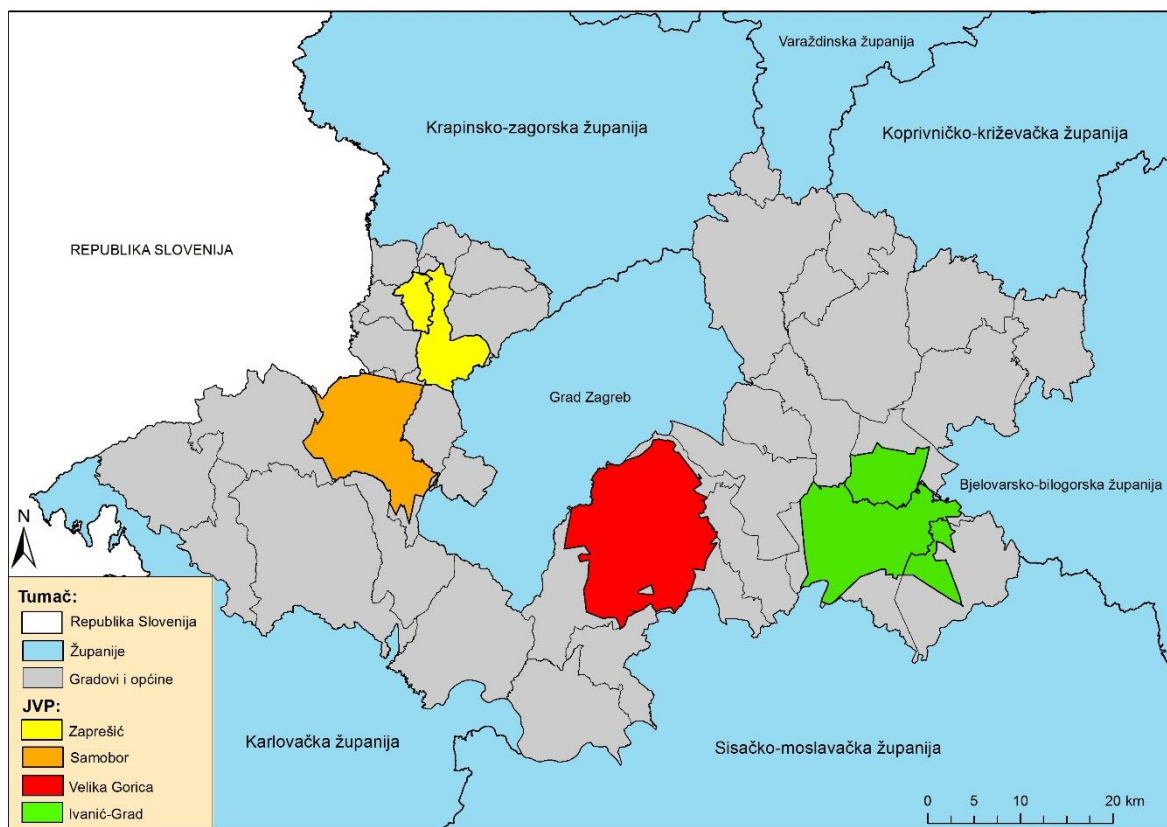 Varaždinska županija
Krapinsko-zagorska županija
Koprivničko-križevačka županija
REPUBLIKA SLOVENIJA
Grad Zagreb
Bjelovarsko-bilogorska županija
N
Tumač:
Republika Slovenija
Županije
Gradovi i općine
JVP:
Zaprešić
Samobor
Velika Gorica
Ivanić-Grad
Karlovačka županija
Sisačko-moslavačka županija
0 5 10 20 km